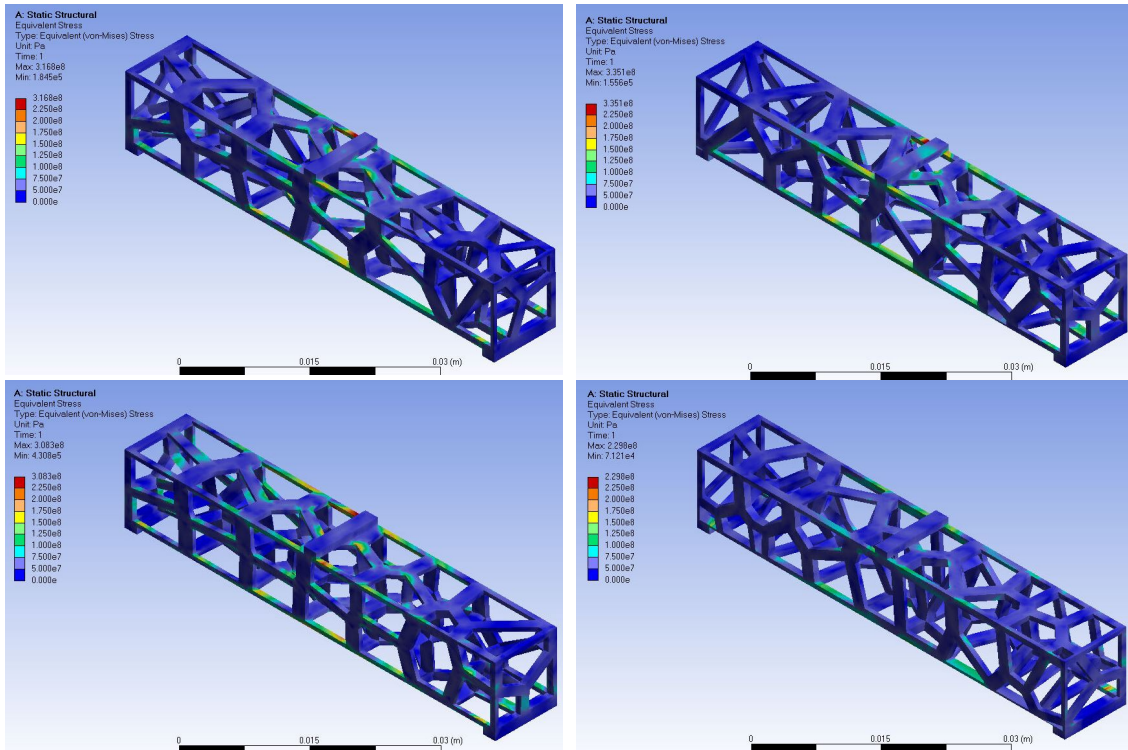 A: Static Structural
Equivalent Stress
Type: Equivalent (von-Mises) Stress
Unit: Pa
Time: 1
Max: 3.168e8
Min: 1.845e5
3.168e8
2.250e8
2.000e8
1.750e8
1.500e8
1.250e8
1.000e8
7.500e7
5.000e7
0.000e
0
0.015
0.03 (m)
A: Static Structural
Equivalent Stress
Type: Equivalent (von-Mises) Stress
Unit: Pa
Time: 1
Max: 3.351e8
Min: 1.556e5
3.351e8
2.250e8
2.000e8
1.750e8
1.500e8
1.250e8
1.000e8
7.500e7
5.000e7
0.000e
0
0.015
0.03 (m)
A: Static Structural
Equivalent Stress
Type: Equivalent (von-Mises) Stress
Unit: Pa
Time: 1
Max: 3.083e8
Min: 4.308e5
3.083e8
2.250e8
2.000e8
1.750e8
1.500e8
1.250e8
1.000e8
7.500e7
5.000e7
0.000e
0
0.015
0.03 (m)
A: Static Structural
Equivalent Stress
Type: Equivalent (von-Mises) Stress
Unit: Pa
Time: 1
Max: 2.298e8
Min: 7.121e4
2.298e8
2.250e8
2.000e8
1.750e8
1.500e8
1.250e8
1.000e8
7.500e7
5.000e7
0.000e
0
0.015
0.03 (m)